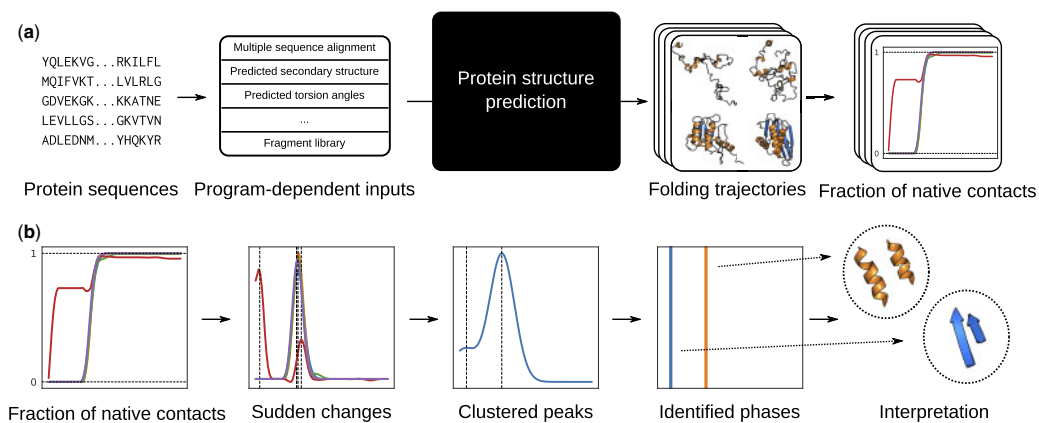 (a)
YQLEKVG...RKILFL
MQIFVKT...LVLRLG
GDVEKGK...KKATNE
LEVLLGS...GKVTVN
ADLEDNM...YHQKYR
Protein sequences
Multiple sequence alignment
Predicted secondary structure
Predicted torsion angles
...
Fragment library
Program-dependent inputs
Protein structure
prediction
Folding trajectories
1
0
Fraction of native contacts
(b)
1
0
Fraction of native contacts
Sudden changes
Clustered peaks
Identified phases
Interpretation